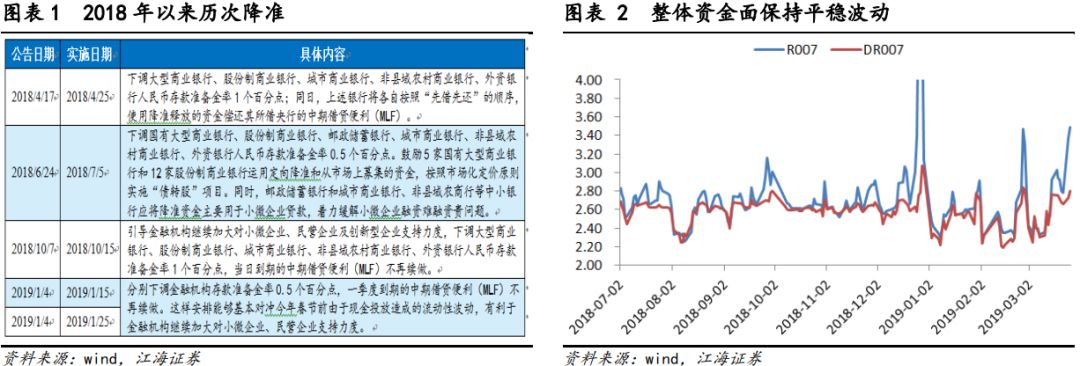 图表 1 2018 年以来历次降准
公告日期 实施日期 具体内容
2018/4/17 2018/4/25
下调大型商业银行、股份制商业银行、城市商业银行、非县域农村商业银行、外资银
行人民币存款准备金率 1 个百分点；同日，上述银行将各自按照“先借先还”的顺序，
使用降准释放的资金偿还其所借央行的中期借贷便利（MLF）。
2018/6/24 2018/7/5
下调国有大型商业银行、股份制商业银行、邮政储蓄银行、城市商业银行、非县域农
村商业银行、外资银行人民币存款准备金率 0.5 个百分点。鼓励 5 家国有大型商业银
行和 12 家股份制商业银行运用定向降准和从市场上募集的资金，按照市场化定价原则
实施“债转股”项目。同时，邮政储蓄银行和城市商业银行、非县域农商行等中小银
行应将降准资金主要用于小微企业贷款，着力缓解小微企业融资难融资贵问题。
2018/10/7 2018/10/15
引导金融机构继续加大对小微企业、民营企业及创新型企业支持力度，下调大型商业
银行、股份制商业银行、城市商业银行、非县域农村商业银行、外资银行人民币存款
准备金率 1 个百分点，当日到期的中期借贷便利（MLF）不再续做。
2019/1/4 2019/1/15
2019/1/4 2019/1/25
分别下调金融机构存款准备金率 0.5 个百分点，一季度到期的中期借贷便利（MLF）不
再续做。这样安排能够基本对冲今年春节前由于现金投放造成的流动性波动，有利于
金融机构继续加大对小微企业、民营企业支持力度。
资料来源：wind，江海证券
图表 2 整体资金面保持平稳波动
R007 DR007
4.00
3.80
3.60
3.40
3.20
3.00
2.80
2.60
2.40
2.20
2.00
2018-07-02
2018-08-02
2018-09-02
2018-10-02
2018-11-02
2018-12-02
2019-01-02
2019-02-02
2019-03-02
资料来源：wind，江海证券